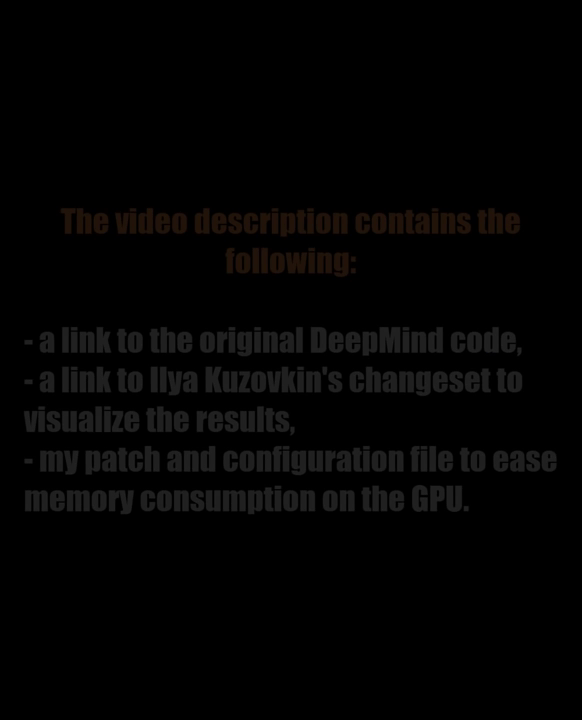 The video description contains the
following:
- a link to the original DeepMind code,
- a link to Ilya Kuzovkin's changeset to
visualize the results,
- my patch and configuration file to ease
memory consumption on the GPU.